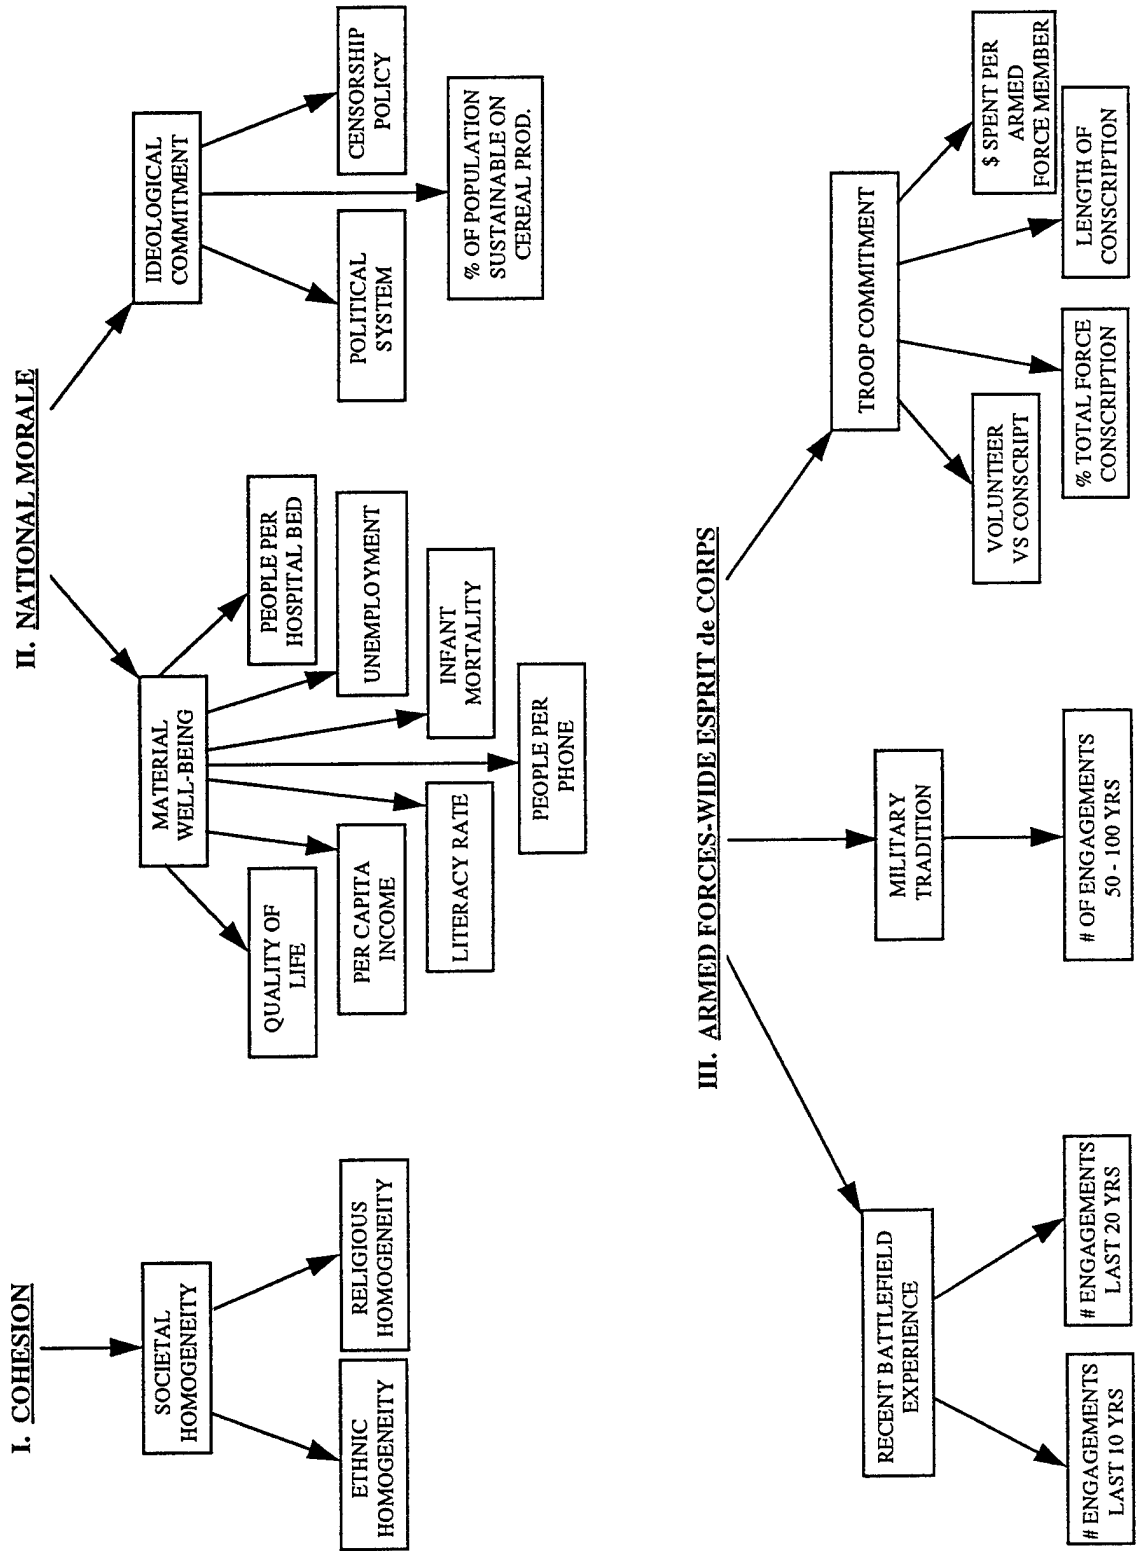 I. COHESION
SOCIETAL
HOMOGENEITY
ETHNIC
HOMOGENEITY
RELIGIOUS
HOMOGENEITY
II. NATIONAL MORALE
MATERIAL
WELL-BEING
QUALITY OF
LIFE
PER CAPITA
INCOME
LITERACY RATE
PEOPLE PER
PHONE
INFANT
MORTALITY
UNEMPLOYMENT
PEOPLE PER
HOSPITAL BED
IDEOLOGICAL
COMMITMENT
POLITICAL
SYSTEM
% OF POPULATION
SUSTAINABLE ON
CEREAL PROD.
CENSORSHIP
POLICY
III. ARMED FORCES-WIDE ESPRIT de CORPS
RECENT BATTLEFIELD
EXPERIENCE
# ENGAGEMENTS
LAST 10 YRS
# ENGAGEMENTS
LAST 20 YRS
MILITARY
TRADITION
# OF ENGAGEMENTS
50 - 100 YRS
TROOP COMMITMENT
VOLUNTEER
VS CONSCRIPT
% TOTAL FORCE
CONSCRIPTION
LENGTH OF
CONSCRIPTION
$ SPENT PER
ARMED
FORCE MEMBER